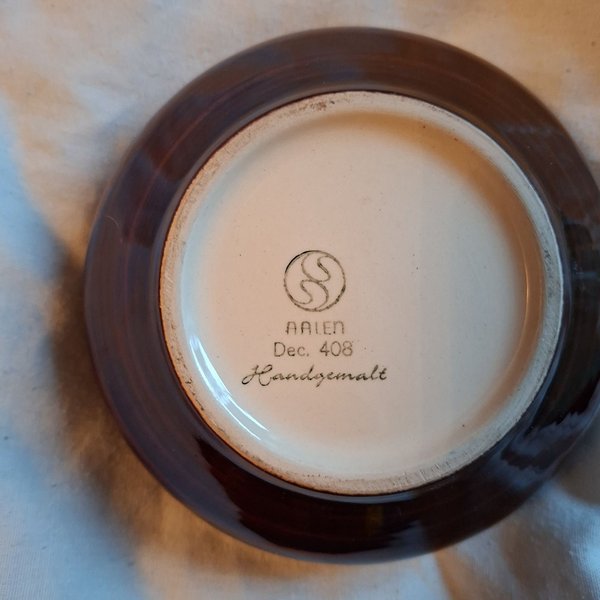 AALEN
Dec. 408
Handgemalt